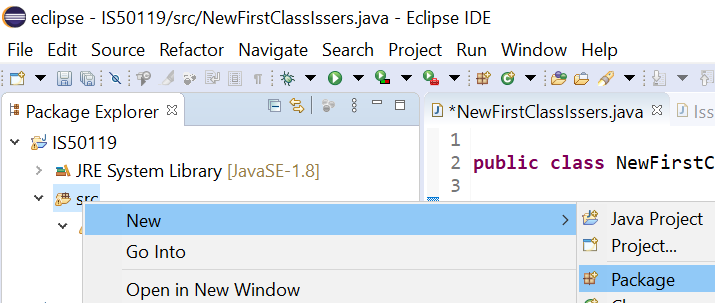 eclipse - IS50119/src/NewFirstClassIssers.java - Eclipse IDE
File Edit Source Refactor Navigate Search Project Run Window Help
Package Explorer
*NewFirstClassIssers.java
Iss
IS50119
JRE System Library [JavaSE-1.8]
src
1
2 public class NewFirstC
3
New
Go Into
Open in New Window
Java Project
Project...
Package